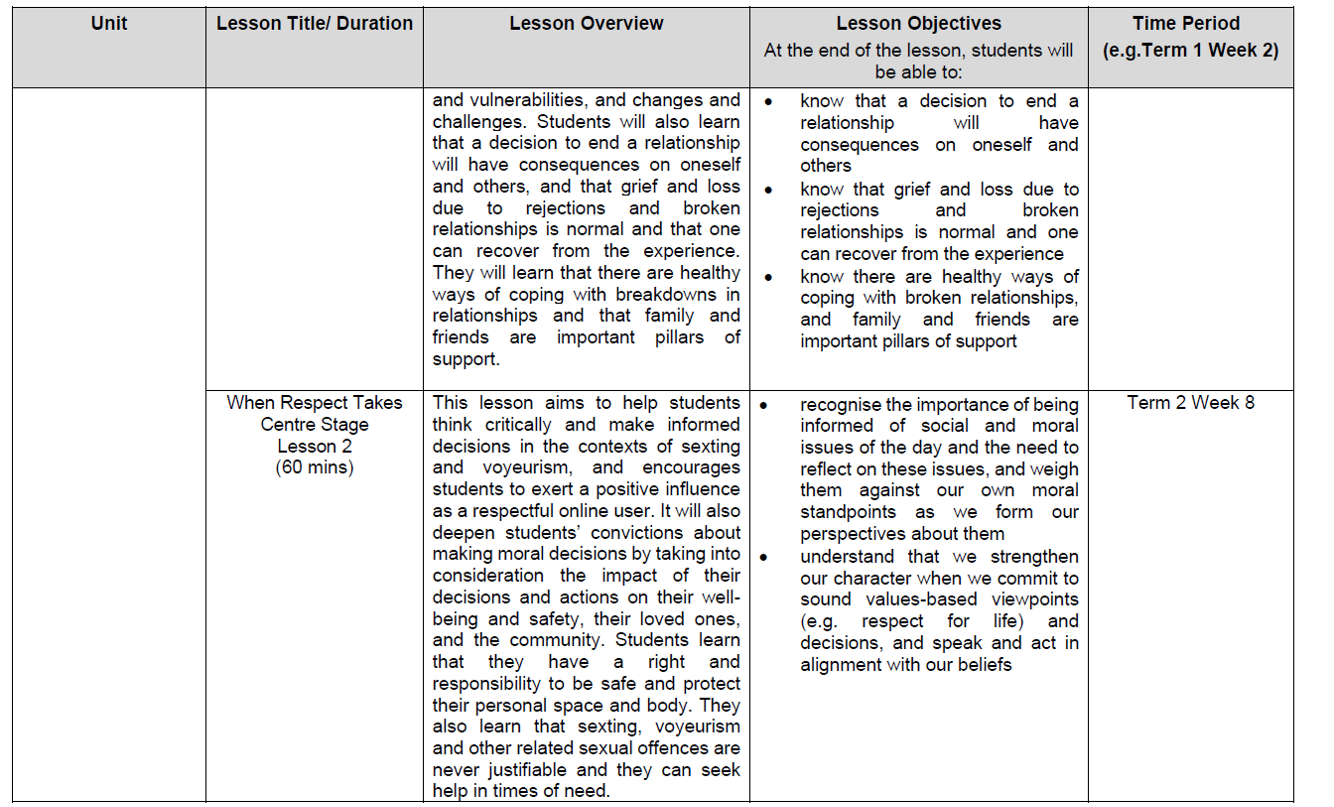 Unit
Lesson Title/ Duration
Lesson Overview
Lesson Objectives
At the end of the lesson, students will
be able to:
Time Period
(e.g.Term 1 Week 2)
and vulnerabilities, and changes and
challenges. Students will also learn
that a decision to end a relationship
will have consequences on oneself
and others, and that grief and loss
due to rejections and broken
relationships is normal and that one
can recover from the experience.
They will learn that there are healthy
ways of coping with breakdowns in
relationships and that family and
friends are important pillars of
support.
• know that a decision to end a
relationship will have
consequences on oneself and
others
• know that grief and loss due to
rejections and broken
relationships is normal and one
can recover from the experience
• know there are healthy ways of
coping with broken relationships,
and family and friends are
important pillars of support
When Respect Takes
Centre Stage
Lesson 2
(60 mins)
This lesson aims to help students
think critically and make informed
decisions in the contexts of sexting
and voyeurism, and encourages
students to exert a positive influence
as a respectful online user. It will also
deepen students’ convictions about
making moral decisions by taking into
consideration the impact of their
decisions and actions on their well-
being and safety, their loved ones,
and the community. Students learn
that they have a right and
responsibility to be safe and protect
their personal space and body. They
also learn that sexting, voyeurism
and other related sexual offences are
never justifiable and they can seek
help in times of need.
• recognise the importance of being
informed of social and moral
issues of the day and the need to
reflect on these issues, and weigh
them against our own moral
standpoints as we form our
perspectives about them
• understand that we strengthen
our character when we commit to
sound values-based viewpoints
(e.g. respect for life) and
decisions, and speak and act in
alignment with our beliefs
Term 2 Week 8